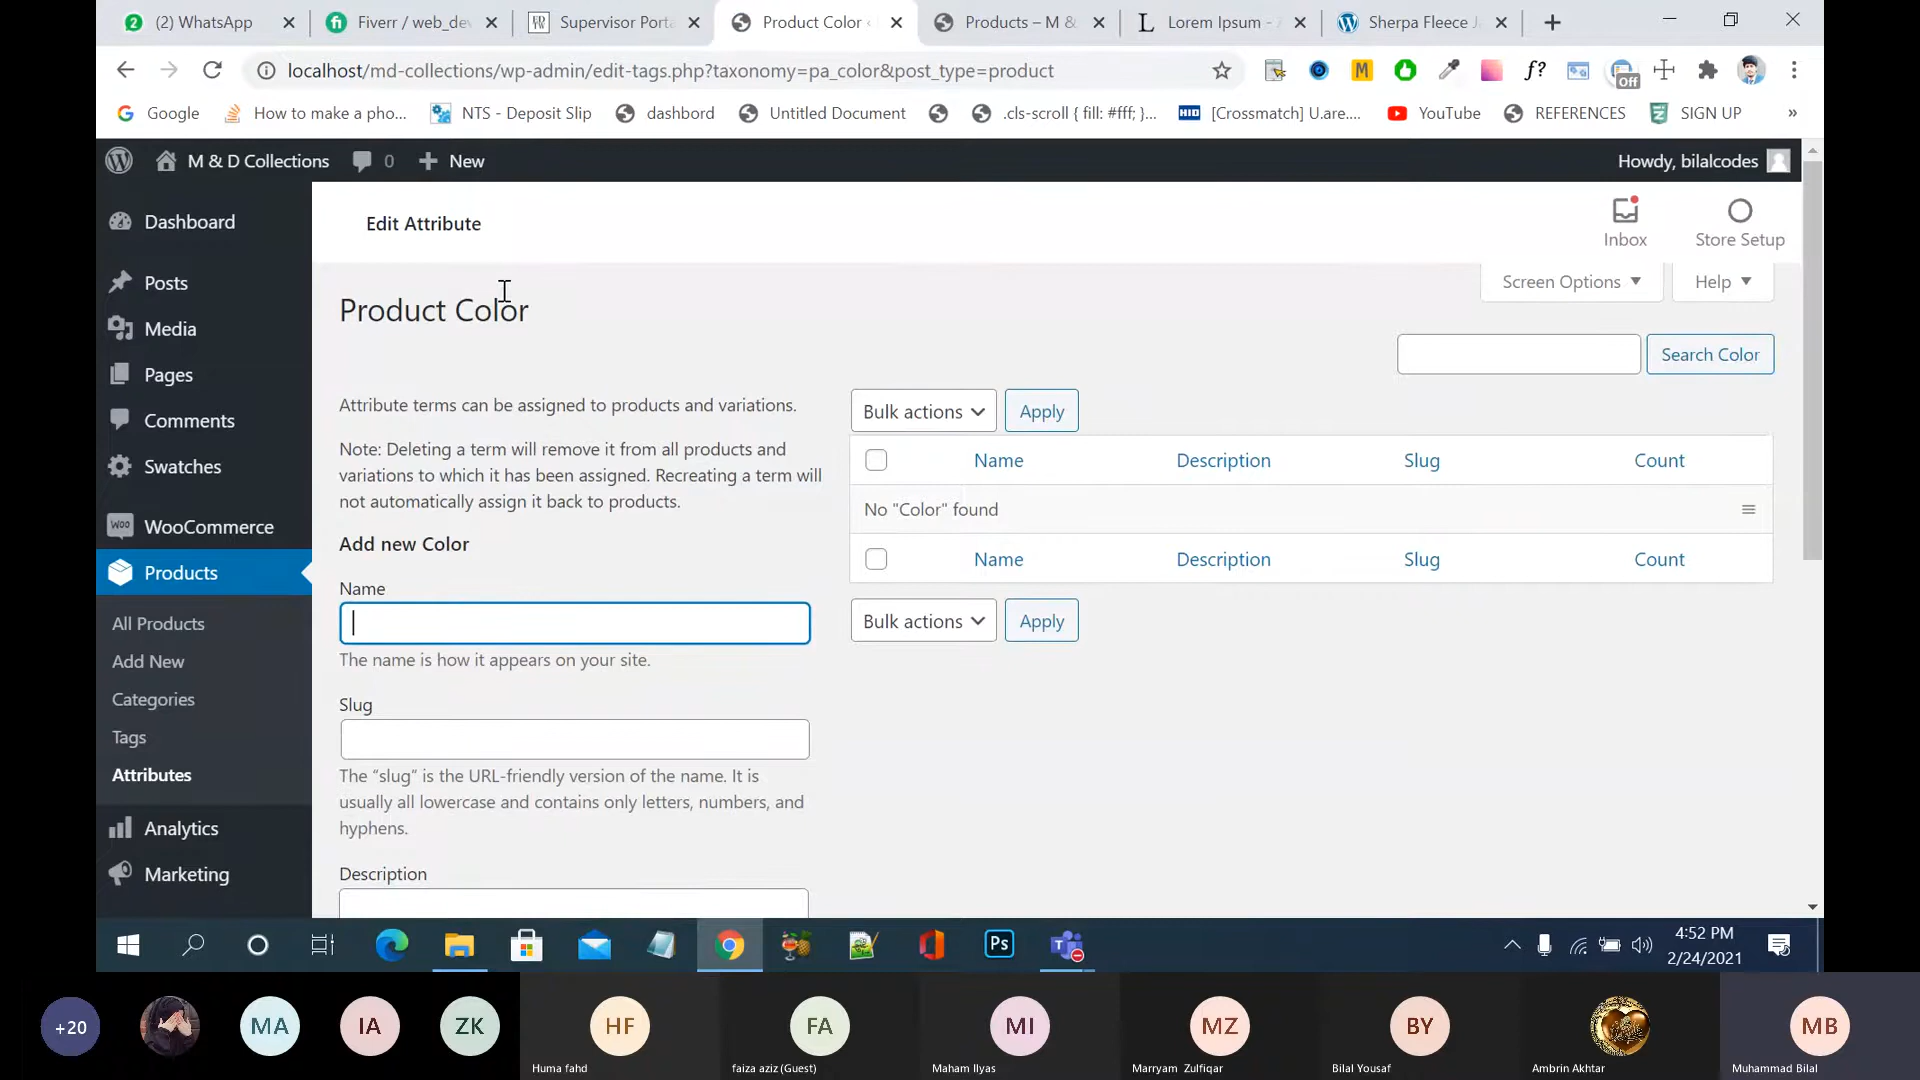 (2) WhatsApp
Fiverr / web_dev
Supervisor Porta
Product Color ‹
Products – M &
Lorem Ipsum -
Sherpa Fleece J
localhost/md-collections/wp-admin/edit-tags.php?taxonomy=pa_color&post_type=product
Off
Google
How to make a pho...
NTS - Deposit Slip
dashbord
Untitled Document
.cls-scroll { fill: #fff; }...
HID [Crossmatch] U.are....
YouTube
REFERENCES
SIGN UP
»
M & D Collections
0
+ New
Howdy, bilalcodes
Dashboard
Posts
Media
Pages
Comments
Swatches
WooCommerce
Products
All Products
Add New
Categories
Tags
Attributes
Analytics
Marketing
Edit Attribute
Inbox
Store Setup
Screen Options
Help
Product Color
Search Color
Attribute terms can be assigned to products and variations.
Note: Deleting a term will remove it from all products and
variations to which it has been assigned. Recreating a term will
not automatically assign it back to products.
Add new Color
Name
The name is how it appears on your site.
Slug
The “slug” is the URL-friendly version of the name. It is
usually all lowercase and contains only letters, numbers, and
hyphens.
Description
Bulk actions
Apply
Name Description Slug Count
No "Color" found
Name Description Slug Count
Bulk actions
Apply
4:52 PM
2/24/2021
+20
MA
IA
ZK
HF
Huma fahd
FA
faiza aziz (Guest)
MI
Maham Ilyas
MZ
Marryam Zulfiqar
BY
Bilal Yousaf
Ambrin Akhtar
MB
Muhammad Bilal